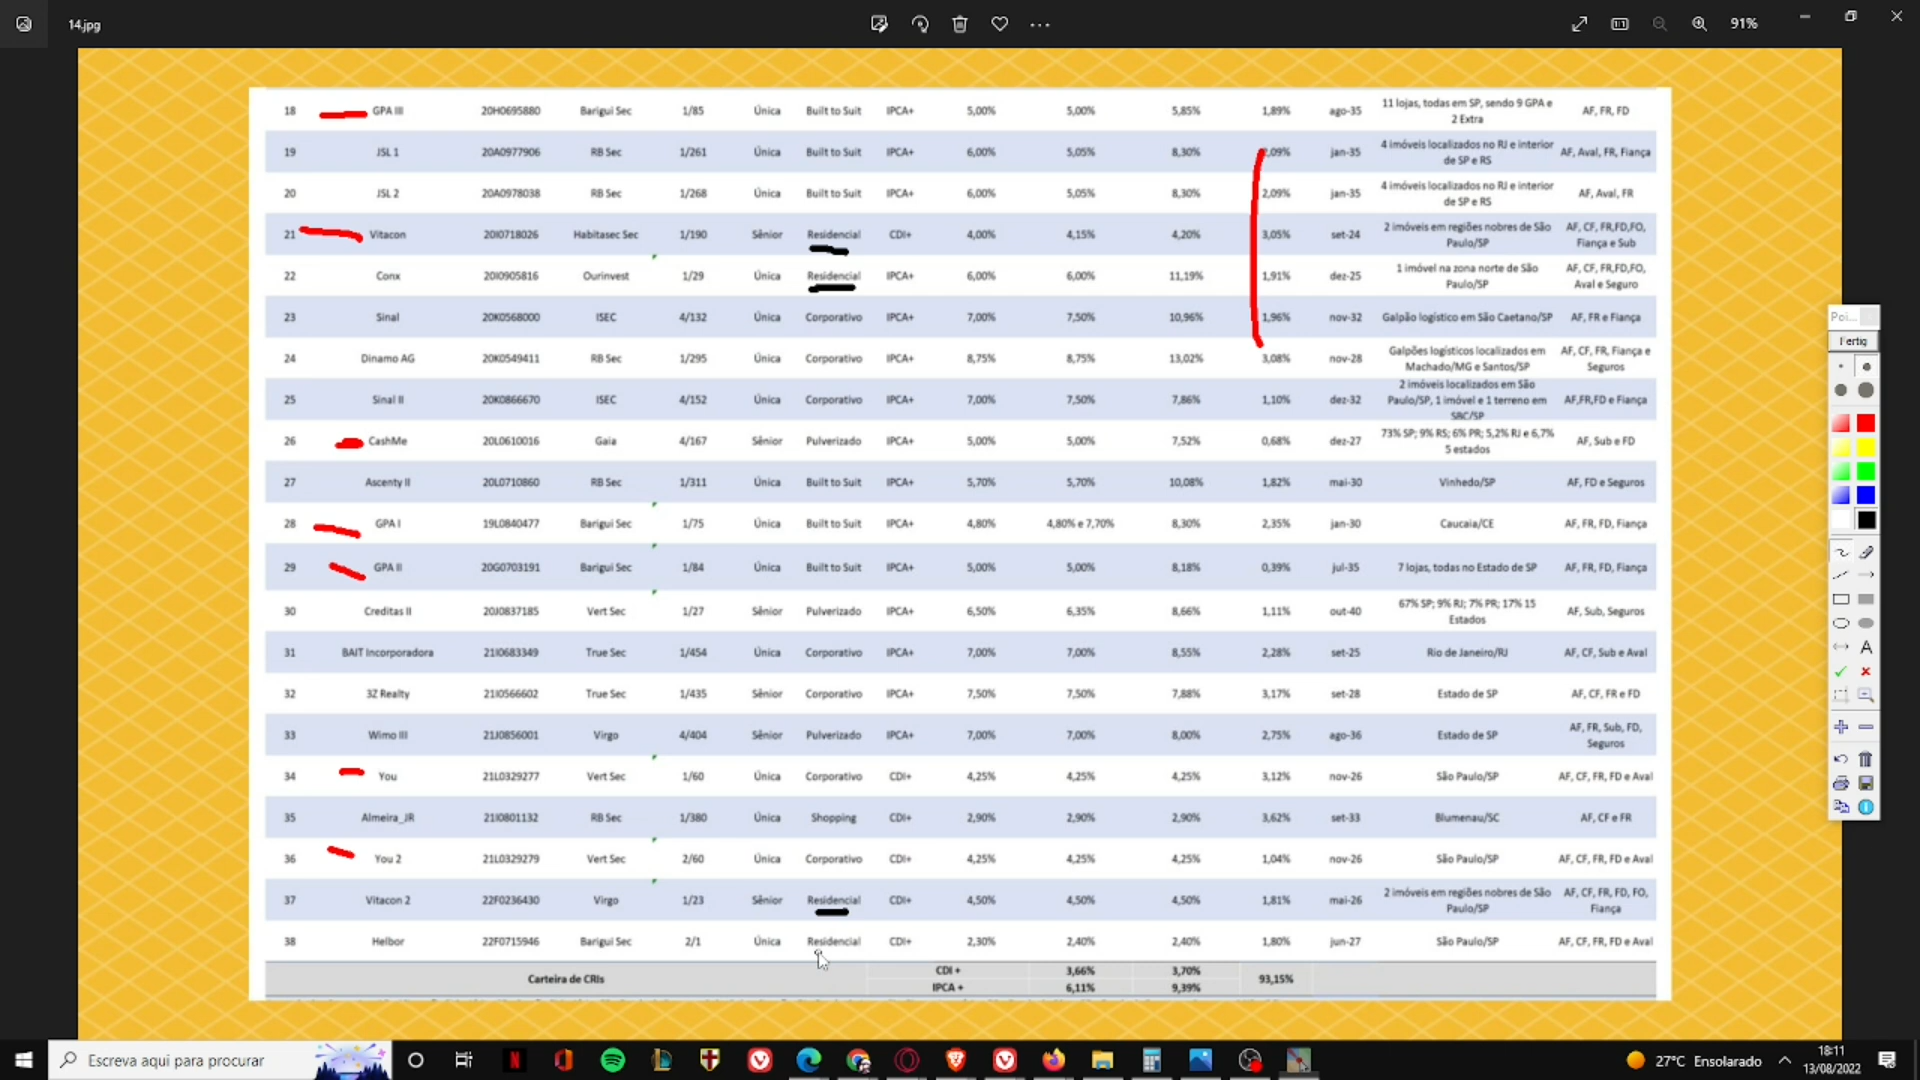 14.jpg
91%
18 GPA III 20H0695880 Barigui Sec 1/85 Única Built to Suit IPCA+ 5,00% 5,00% 5,85% 1,89% ago-35 11 lojas, todas em SP, sendo 9 GPA e 2 Extra AF, FR, FD
19 JSL 1 20A0977906 RB Sec 1/261 Única Built to Suit IPCA+ 6,00% 5,05% 8,30% ,09% jan-35 4 imóveis localizados no RJ e interior de SP e RS AF, Aval, FR, Fiança
20 JSL 2 20A0978038 RB Sec 1/268 Única Built to Suit IPCA+ 6,00% 5,05% 8,30% 2,09% jan-35 4 imóveis localizados no RJ e interior de SP e RS AF, Aval, FR
21 Vitacon 20I0718026 Habitasec Sec 1/190 Sênior Residencial CDI+ 4,00% 4,15% 4,20% 3,05% set-24 2 imóveis em regiões nobres de São Paulo/SP AF, CF, FR,FD,FO, Fiança e Sub
22 Conx 20I0905816 Ourinvest 1/29 Única Residencial IPCA+ 6,00% 6,00% 11,19% 1,91% dez-25 1 imóvel na zona norte de São Paulo/SP AF, CF, FR,FD,FO, Aval e Seguro
23 Sinal 20K0568000 ISEC 4/132 Única Corporativo IPCA+ 7,00% 7,50% 10,96% 1,96% nov-32 Galpão logístico em São Caetano/SP AF, FR e Fiança
24 Dinamo AG 20K0549411 RB Sec 1/295 Única Corporativo IPCA+ 8,75% 8,75% 13,02% 3,08% nov-28 Galpões logísticos localizados em Machado/MG e Santos/SP AF, CF, FR, Fiança e Seguros
25 Sinal II 20K0866670 ISEC 4/152 Única Corporativo IPCA+ 7,00% 7,50% 7,86% 1,10% dez-32 2 imóveis localizados em São Paulo/SP, 1 imóvel e 1 terreno em SBC/SP AF,FR,FD e Fiança
26 CashMe 20L0610016 Gaia 4/167 Sênior Pulverizado IPCA+ 5,00% 5,00% 7,52% 0,68% dez-27 73% SP; 9% RS; 6% PR; 5,2% RJ e 6,7% 5 estados AF, Sub e FD
27 Ascenty II 20L0710860 RB Sec 1/311 Única Built to Suit IPCA+ 5,70% 5,70% 10,08% 1,82% mai-30 Vinhedo/SP AF, FD e Seguros
28 GPA I 19L0840477 Barigui Sec 1/75 Única Built to Suit IPCA+ 4,80% 4,80% e 7,70% 8,30% 2,35% jan-30 Caucaia/CE AF, FR, FD, Fiança
29 GPA II 20G0703191 Barigui Sec 1/84 Única Built to Suit IPCA+ 5,00% 5,00% 8,18% 0,39% jul-35 7 lojas, todas no Estado de SP AF, FR, FD, Fiança
30 Creditas II 20J0837185 Vert Sec 1/27 Sênior Pulverizado IPCA+ 6,50% 6,35% 8,66% 1,11% out-40 67% SP; 9% RJ; 7% PR; 17% 15 Estados AF, Sub, Seguros
31 BAIT Incorporadora 21I0683349 True Sec 1/454 Única Corporativo IPCA+ 7,00% 7,00% 8,55% 2,28% set-25 Rio de Janeiro/RJ AF, CF, Sub e Aval
32 3Z Realty 21I0566602 True Sec 1/435 Sênior Corporativo IPCA+ 7,50% 7,50% 7,88% 3,17% set-28 Estado de SP AF, CF, FR e FD
33 Wimo III 21J0856001 Virgo 4/404 Sênior Pulverizado IPCA+ 7,00% 7,00% 8,00% 2,75% ago-36 Estado de SP AF, FR, Sub, FD, Seguros
34 You 21L0329277 Vert Sec 1/60 Única Corporativo CDI+ 4,25% 4,25% 4,25% 3,12% nov-26 São Paulo/SP AF, CF, FR, FD e Aval
35 Almeira_JR 21I0801132 RB Sec 1/380 Única Shopping CDI+ 2,90% 2,90% 2,90% 3,62% set-33 Blumenau/SC AF, CF e FR
36 You 2 21L0329279 Vert Sec 2/60 Única Corporativo CDI+ 4,25% 4,25% 4,25% 1,04% nov-26 São Paulo/SP AF, CF, FR, FD e Aval
37 Vitacon 2 22F0236430 Virgo 1/23 Sênior Residencial CDI+ 4,50% 4,50% 4,50% 1,81% mai-26 2 imóveis em regiões nobres de São Paulo/SP AF, CF, FR, FD, FO, Fiança
38 Helbor 22F0715946 Barigui Sec 2/1 Única Residencial CDI+ 2,30% 2,40% 2,40% 1,80% jun-27 São Paulo/SP AF, CF, FR, FD e Aval
Carteira de CRIs CDI + 3,66% 3,70% 93,15%
IPCA + 6,11% 9,39%
Poi...
Fertig
A
Escreva aqui para procurar
27°C Ensolarado
18:11
13/08/2022